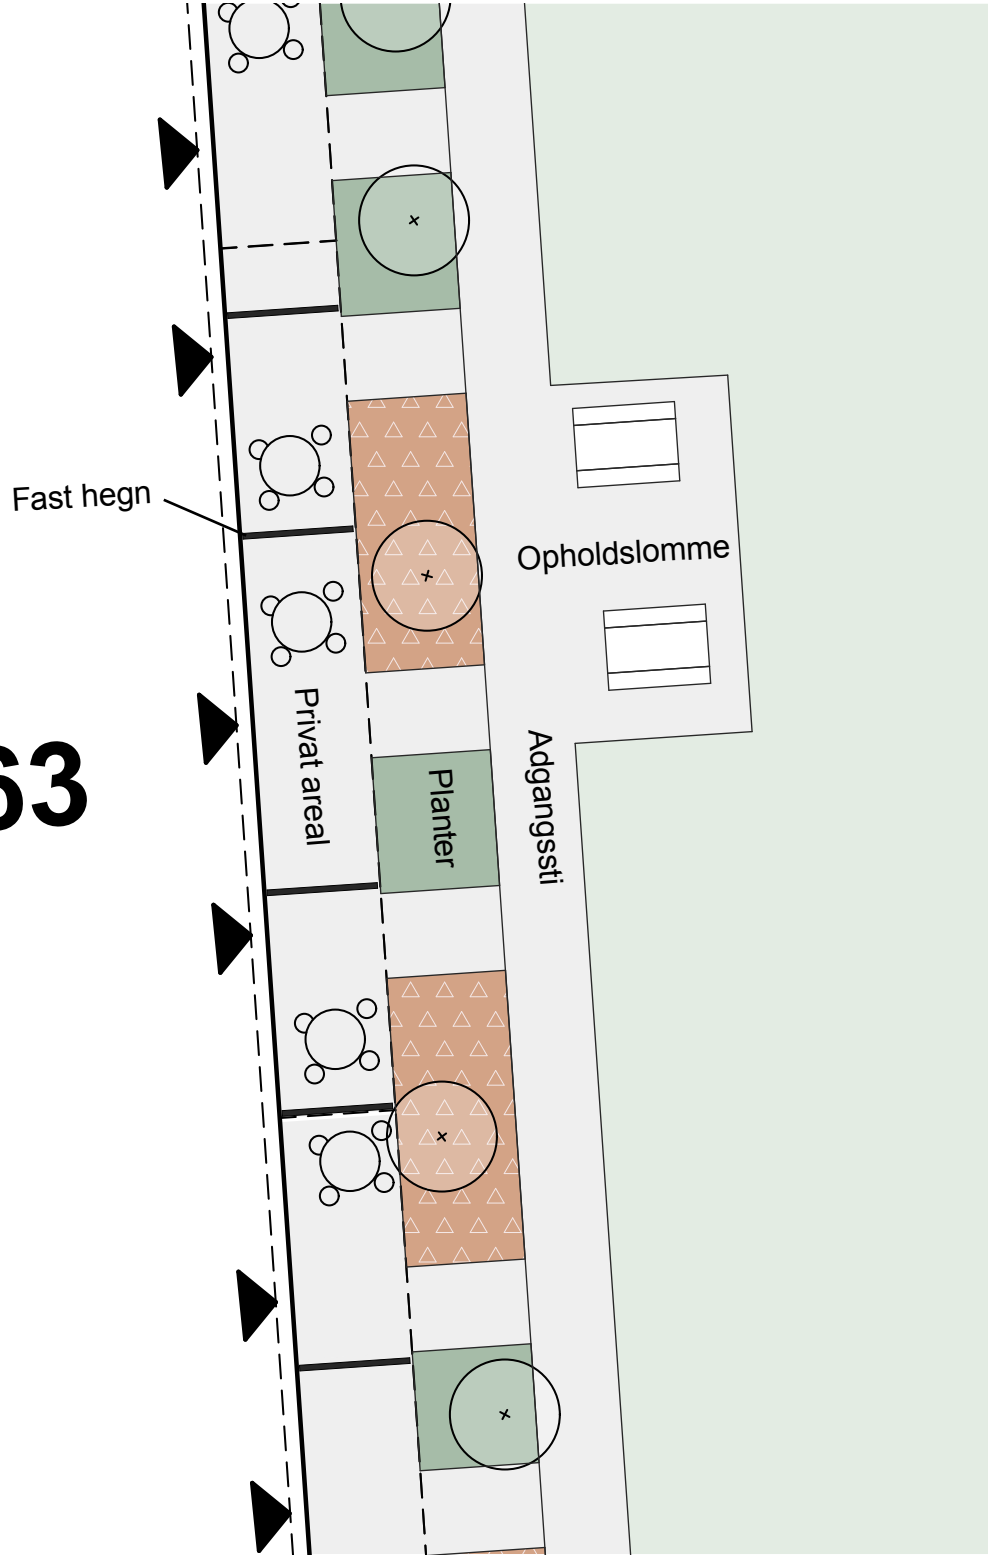 Fast hegn
Opholdslomme
Privat areal
Planter
Adgangssti
63